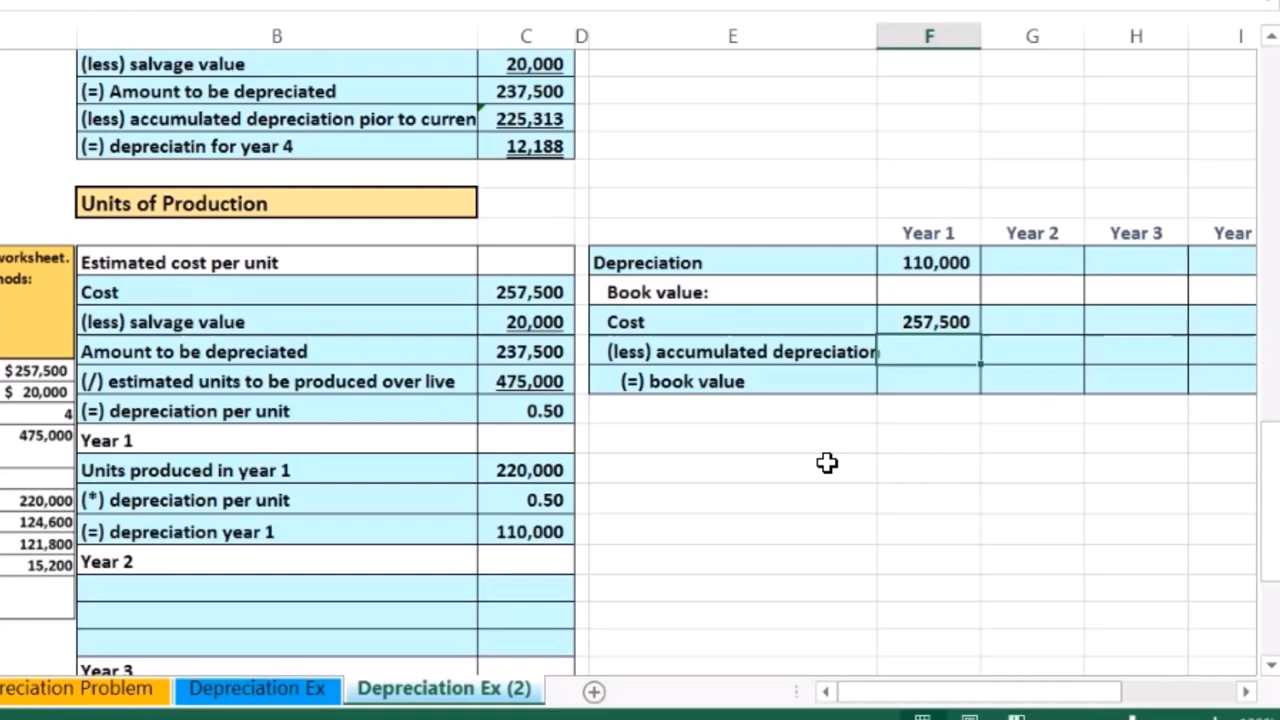 B C D E F G H I
(less) salvage value 20,000
(=) Amount to be depreciated 237,500
(less) accumulated depreciation pior to curren 225,313
(=) depreciatin for year 4 12,188
Units of Production
Year 1 Year 2 Year 3 Year
worksheet. Estimated cost per unit Depreciation 110,000
nods: Cost 257,500 Book value:
(less) salvage value 20,000 Cost 257,500
$257,500 Amount to be depreciated 237,500 (less) accumulated depreciation
$ 20,000 (/) estimated units to be produced over live 475,000 (=) book value
4 (=) depreciation per unit 0.50
475,000 Year 1
Units produced in year 1 220,000
220,000 (*) depreciation per unit 0.50
124,600 (=) depreciation year 1 110,000
121,800
15,200 Year 2
Year 3
reciation Problem Depreciation Ex Depreciation Ex (2)